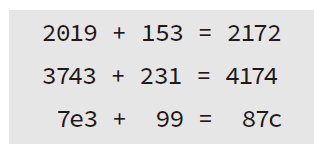 2019 + 153 = 2172
3743 + 231 = 4174
7e3 + 99 = 87c